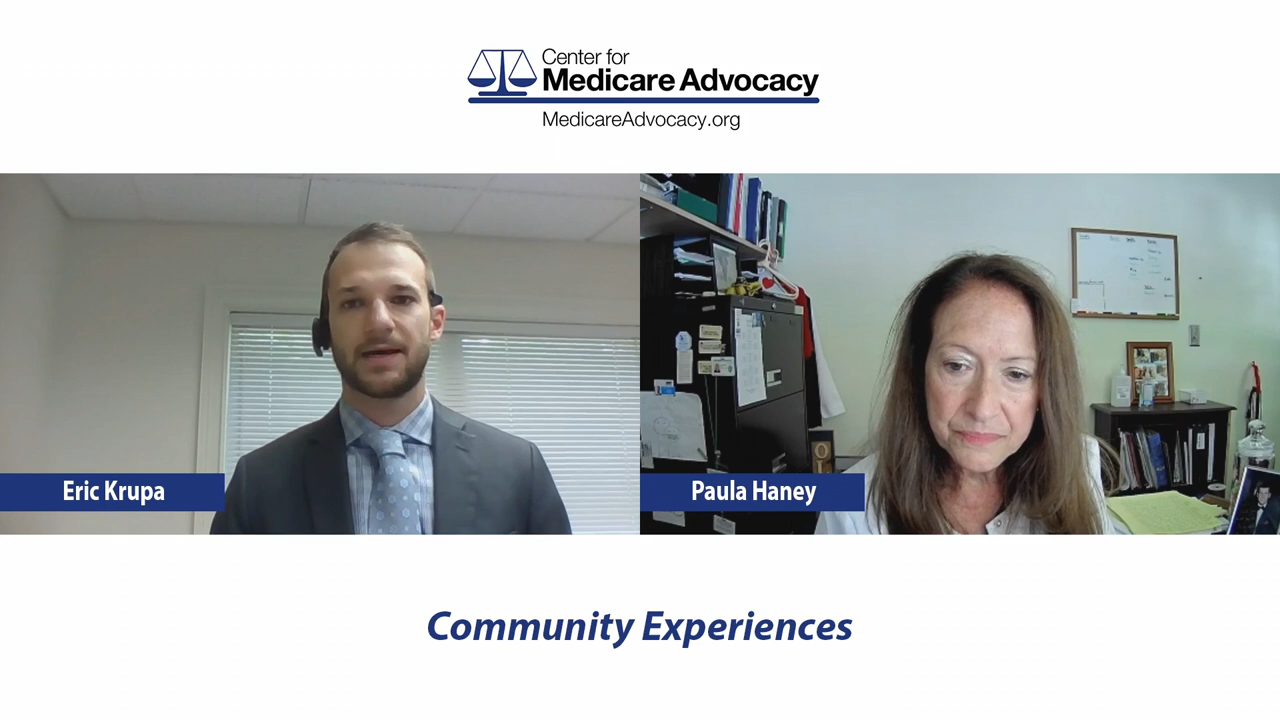 Center for
Medicare Advocacy
MedicareAdvocacy.org
Eric Krupa
Paula Haney
Community Experiences